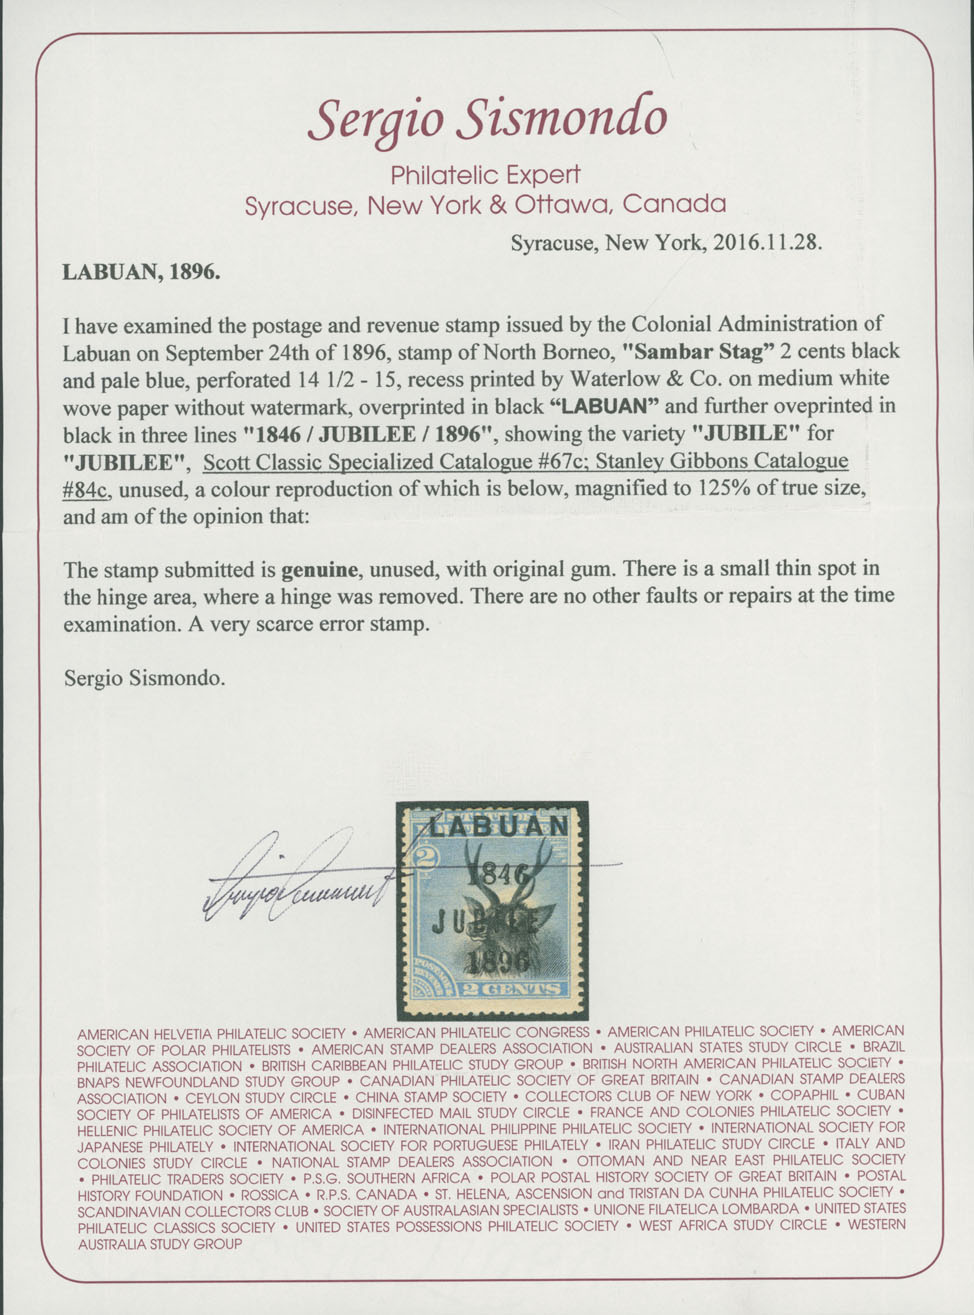 Sergio Sismondo
Philatelic Expert
Syracuse, New York & Ottawa, Canada
Syracuse, New York, 2016.11.28.
LABUAN, 1896.
I have examined the postage and revenue stamp issued by the Colonial Administration of
Labuan on September 24th of 1896, stamp of North Borneo, "Sambar Stag” 2 cents black
and pale blue, perforated 14 1/2 - 15, recess printed by Waterlow & Co. on medium white
wove paper without watermark, overprinted in black “LABUAN” and further oveprinted in
black in three lines "1846 / JUBILEE / 1896", showing the variety "JUBILE" for
"JUBILEE", Scott Classic Specialized Catalogue #67c; Stanley Gibbons Catalogue
#84c, unused, a colour reproduction of which is below, magnified to 125% of true size,
and am of the opinion that:
The stamp submitted is genuine, unused, with original gum. There is a small thin spot in
the hinge area, where a hinge was removed. There are no other faults or repairs at the time
examination. A very scarce error stamp.
Sergio Sismondo.
LABUAN
2
1846
JUBILE
1896
POSTAGE
2 CENTS
AMERICAN HELVETIA PHILATELIC SOCIETY • AMERICAN PHILATELIC CONGRESS • AMERICAN PHILATELIC SOCIETY • AMERICAN
SOCIETY OF POLAR PHILATELISTS • AMERICAN STAMP DEALERS ASSOCIATION • AUSTRALIAN STATES STUDY CIRCLE • BRAZIL
PHILATELIC ASSOCIATION • BRITISH CARIBBEAN PHILATELIC STUDY GROUP • BRITISH NORTH AMERICAN PHILATELIC SOCIETY •
BNAPS NEWFOUNDLAND STUDY GROUP • CANADIAN PHILATELIC SOCIETY OF GREAT BRITAIN • CANADIAN STAMP DEALERS
ASSOCIATION • CEYLON STUDY CIRCLE • CHINA STAMP SOCIETY • COLLECTORS CLUB OF NEW YORK • COPAPHIL • CUBAN
SOCIETY OF PHILATELISTS OF AMERICA • DISINFECTED MAIL STUDY CIRCLE • FRANCE AND COLONIES PHILATELIC SOCIETY •
HELLENIC PHILATELIC SOCIETY OF AMERICA • INTERNATIONAL PHILIPPINE PHILATELIC SOCIETY • INTERNATIONAL SOCIETY FOR
JAPANESE PHILATELY • INTERNATIONAL SOCIETY FOR PORTUGUESE PHILATELY • IRAN PHILATELIC STUDY CIRCLE • ITALY AND
COLONIES STUDY CIRCLE • NATIONAL STAMP DEALERS ASSOCIATION • OTTOMAN AND NEAR EAST PHILATELIC SOCIETY
• PHILATELIC TRADERS SOCIETY • P.S.G. SOUTHERN AFRICA • POLAR POSTAL HISTORY SOCIETY OF GREAT BRITAIN • POSTAL
HISTORY FOUNDATION • ROSSICA • R.P.S. CANADA • ST. HELENA, ASCENSION and TRISTAN DA CUNHA PHILATELIC SOCIETY •
SCANDINAVIAN COLLECTORS CLUB • SOCIETY OF AUSTRALASIAN SPECIALISTS • UNIONE FILATELICA LOMBARDA • UNITED STATES
PHILATELIC CLASSICS SOCIETY • UNITED STATES POSSESSIONS PHILATELIC SOCIETY • WEST AFRICA STUDY CIRCLE • WESTERN
AUSTRALIA STUDY GROUP